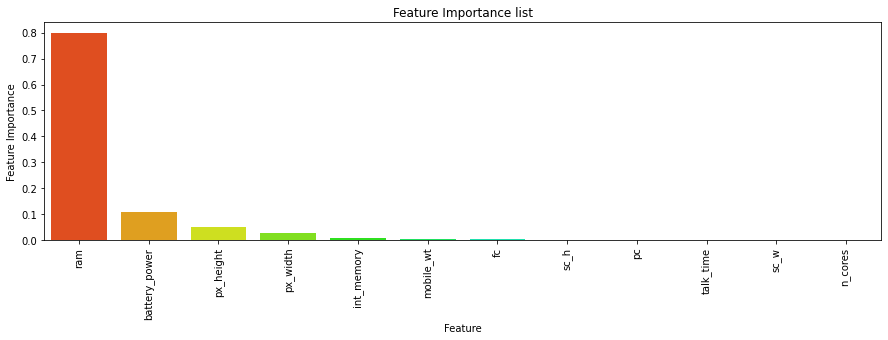 Feature Importance list
Feature Importance
0.8
0.7
0.6
0.5
0.4
0.3
0.2
0.1
0.0
ram
battery_power
px_height
px_width
int_memory
mobile_wt
fc
sc_h
pc
talk_time
sc_w
n_cores
Feature